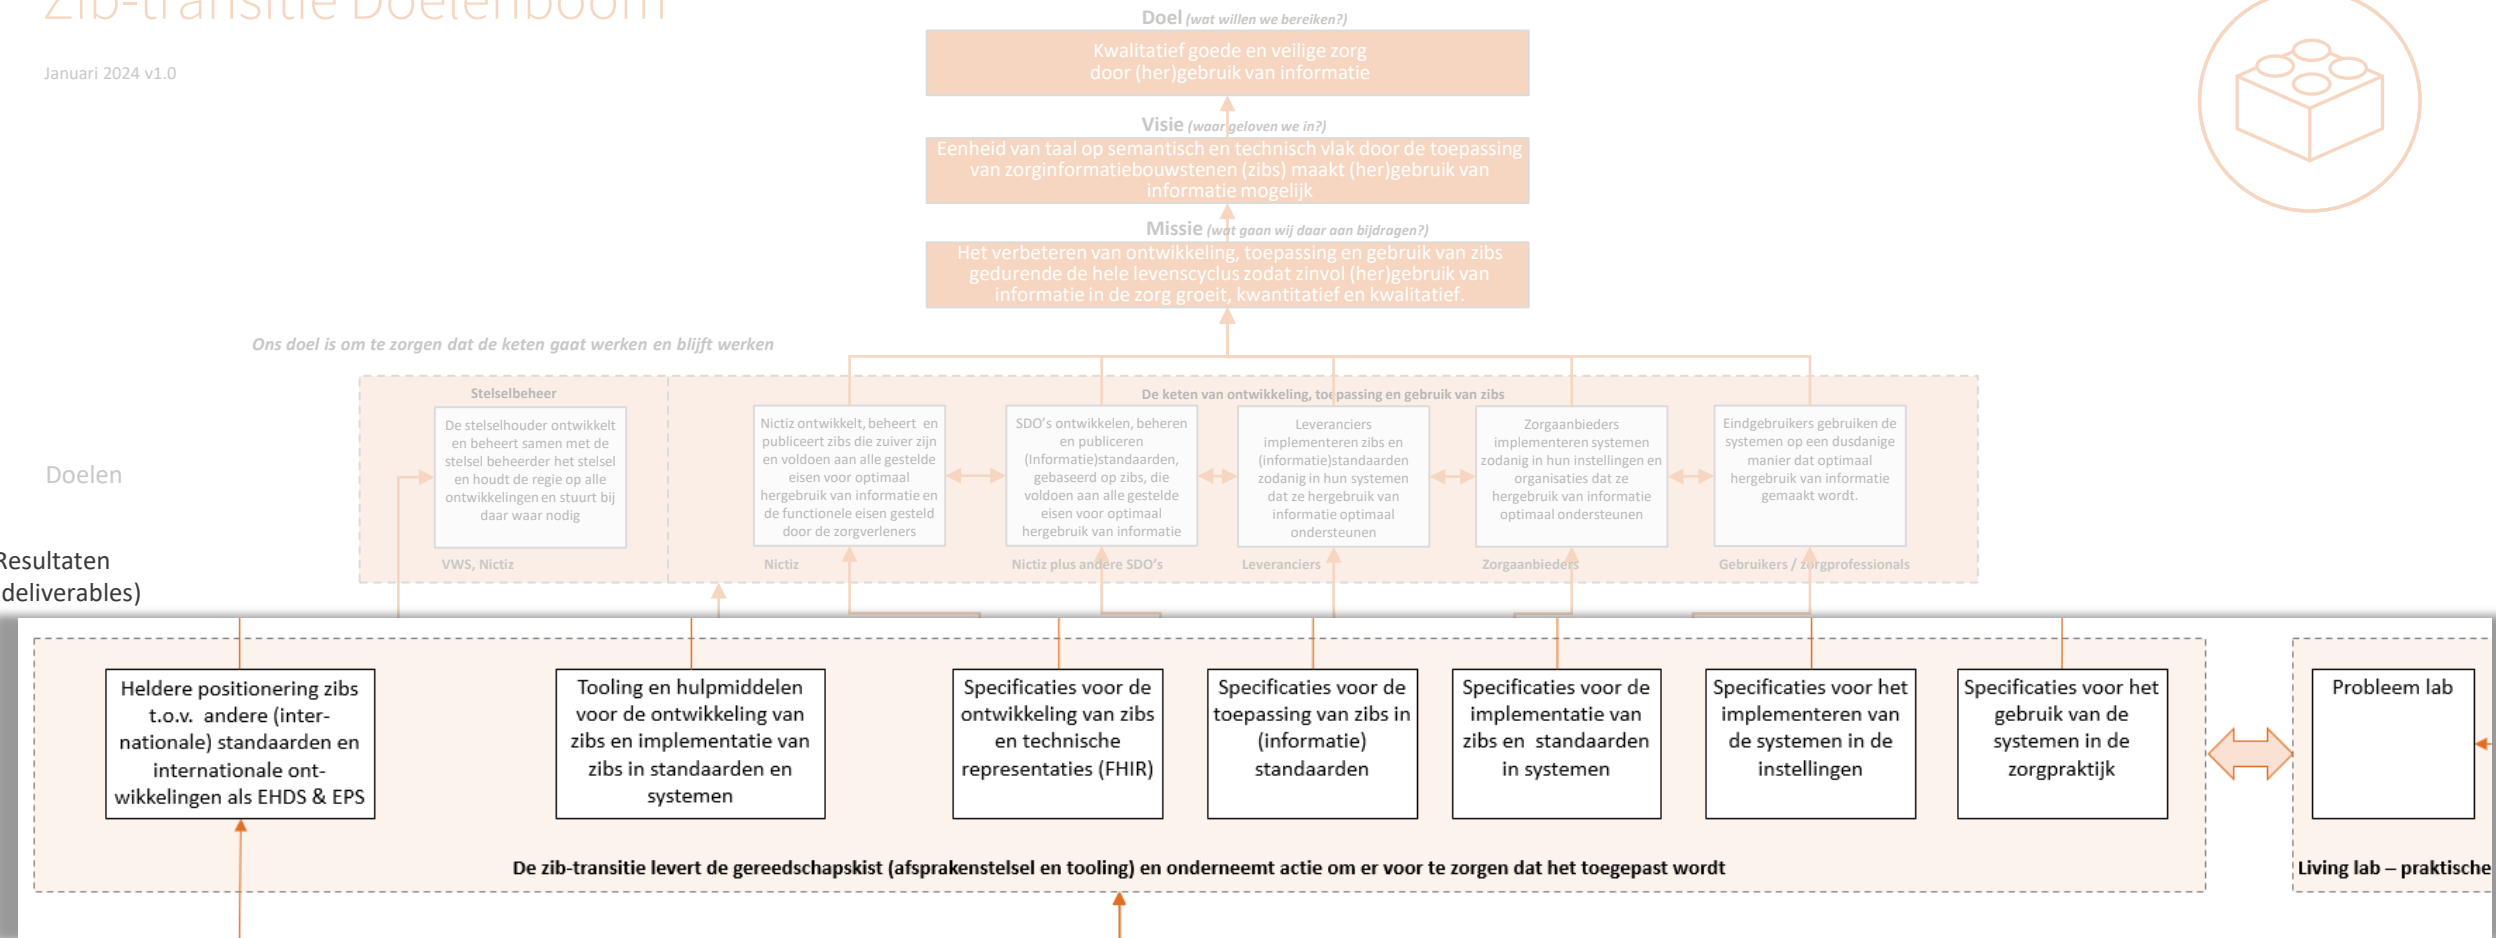 Zib-transitie Doelenboom
Januari 2024 v1.0
Doel (wat willen we bereiken?)
Kwalitatief goede en veilige zorg
door (her)gebruik van informatie
Visie (waar geloven we in?)
Eenheid van taal op semantisch en technisch vlak door de toepassing
van zorginformatiebouwstenen (zibs) maakt (her)gebruik van
informatie mogelijk
Missie (wat gaan wij daar aan bijdragen?)
Het verbeteren van ontwikkeling, toepassing en gebruik van zibs
gedurende de hele levenscyclus zodat zinvol (her)gebruik van
informatie in de zorg groeit, kwantitatief en kwalitatief.
Ons doel is om te zorgen dat de keten gaat werken en blijft werken
Doelen
Stelselbeheer
De stelselhouder ontwikkelt
en beheert samen met de
stelsel beheerder het stelsel
en houdt de regie op alle
ontwikkelingen en stuurt bij
daar waar nodig
VWS, Nictiz
De keten van ontwikkeling, toepassing en gebruik van zibs
Nictiz ontwikkelt, beheert en
publiceert zibs die zuiver zijn
en voldoen aan alle gestelde
eisen voor optimaal
hergebruik van informatie en
de functionele eisen gesteld
door de zorgverleners
Nictiz
SDO's ontwikkelen, beheren
en publiceren
(Informatie)standaarden,
gebaseerd op zibs, die
voldoen aan alle gestelde
eisen voor optimaal
hergebruik van informatie
Nictiz plus andere SDO's
Leveranciers
implementeren zibs en
(informatie)standaarden
zodanig in hun systemen
dat ze hergebruik van
informatie optimaal
ondersteunen
Leveranciers
Zorgaanbieders
implementeren systemen
zodanig in hun instellingen en
organisaties dat ze
hergebruik van informatie
optimaal ondersteunen
Zorgaanbieders
Eindgebruikers gebruiken de
systemen op een dusdanige
manier dat optimaal
hergebruik van informatie
gemaakt wordt.
Gebruikers / zorgprofessionals
Resultaten
deliverables)
Heldere positionering zibs
t.o.v. andere (inter-
nationale) standaarden en
internationale ont-
wikkelingen als EHDS & EPS
Tooling en hulpmiddelen
voor de ontwikkeling van
zibs en implementatie van
zibs in standaarden en
systemen
Specificaties voor de
ontwikkeling van zibs
en technische
representaties (FHIR)
Specificaties voor de
toepassing van zibs in
(informatie)
standaarden
Specificaties voor de
implementatie van
zibs en standaarden
in systemen
Specificaties voor het
implementeren van
de systemen in de
instellingen
Specificaties voor het
gebruik van de
systemen in de
zorgpraktijk
De zib-transitie levert de gereedschapskist (afsprakenstelsel en tooling) en onderneemt actie om er voor te zorgen dat het toegepast wordt
Probleem lab
Living lab – praktische